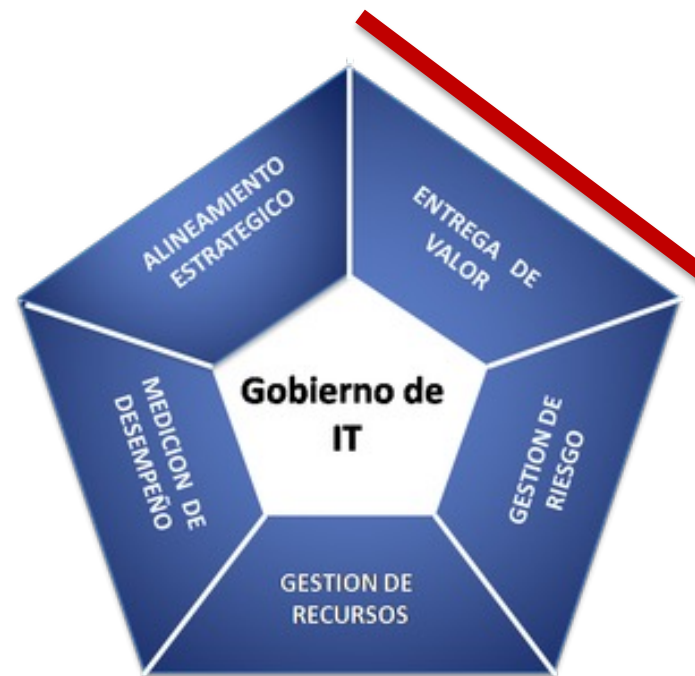 ALINEAMIENTO
ESTRATEGICO
ENTREGA DE
VALOR
Gobierno de
IT
MEDICION DE
DESEMPEÑO
GESTION DE
RIESGO
GESTION DE
RECURSOS